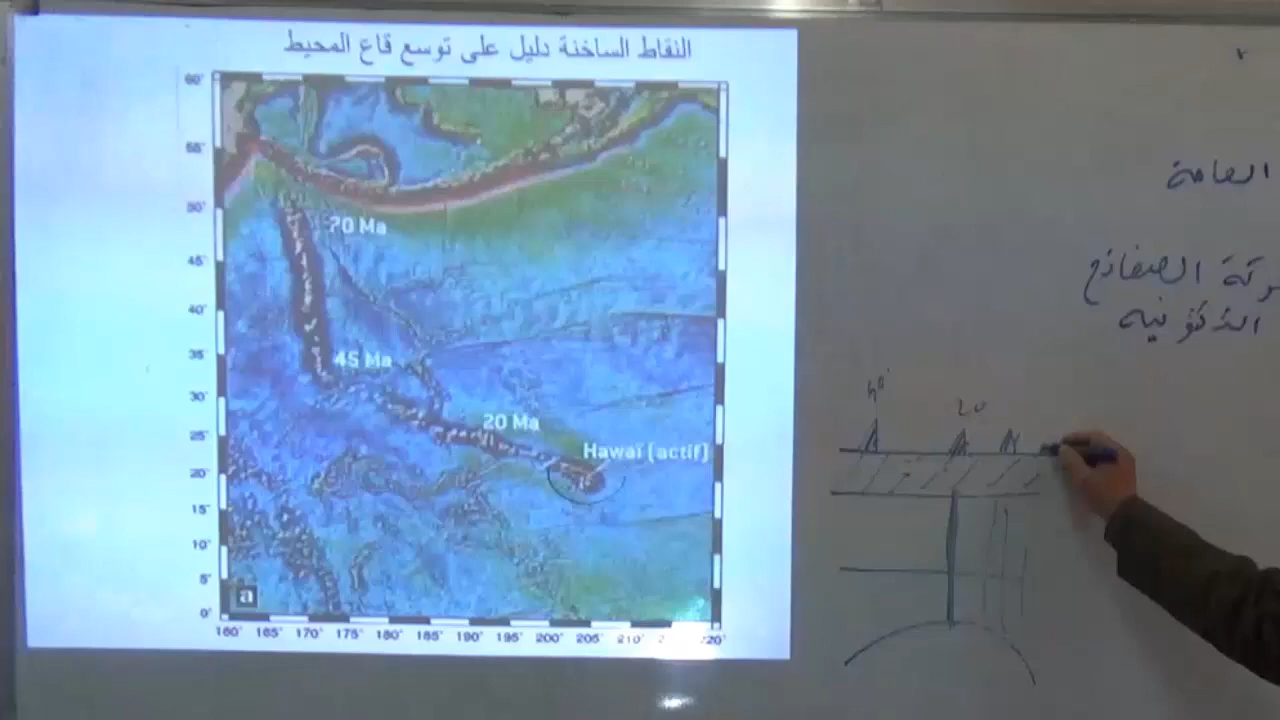 النقاط الساخنة دليل على توسع قاع المحيط
60°
55°
50°
45°
40°
35°
30°
25°
20°
15°
10°
5°
0°
70 Ma
45 Ma
20 Ma
Hawaï (actif)
a
160° 165° 170° 175° 180° 185° 190° 195° 200° 205° 210° 220°
العامة
الصفائح
التكتونية
20